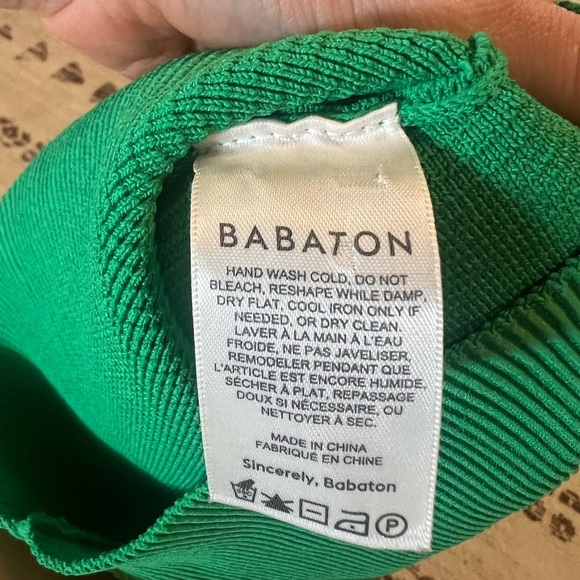 BABATON
HAND WASH COLD, DO NOT
BLEACH, RESHAPE WHILE DAMP,
DRY FLAT, COOL IRON ONLY IF
NEEDED, OR DRY CLEAN.
LAVER À LA MAIN À L'EAU
FROIDE, NE PAS JAVELISER,
REMODELER PENDANT QUE
L'ARTICLE EST ENCORE HUMIDE,
SÉCHER À PLAT, REPASSAGE
DOUX SI NÉCESSAIRE, OU
NETTOYER À SEC.
MADE IN CHINA
FABRIQUÉ EN CHINE
Sincerely, Babaton
P